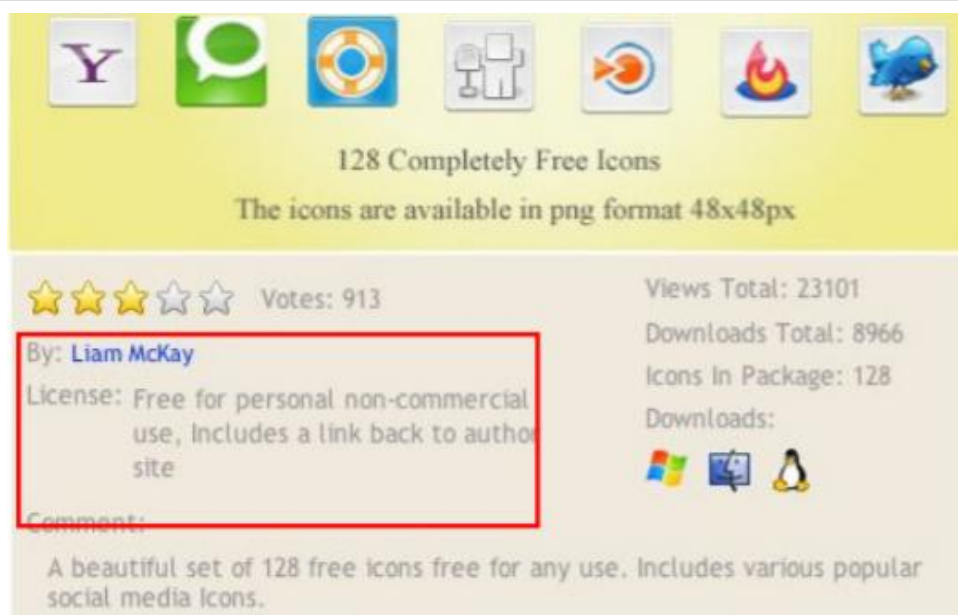 Y
128 Completely Free Icons
The icons are available in png format 48x48px
Votes: 913
By: Liam McKay
License: Free for personal non-commercial
use, Includes a link back to author
site
Views Total: 23101
Downloads Total: 8966
Icons In Package: 128
Downloads:
Comment:
A beautiful set of 128 free icons free for any use. Includes various popular
social media Icons.